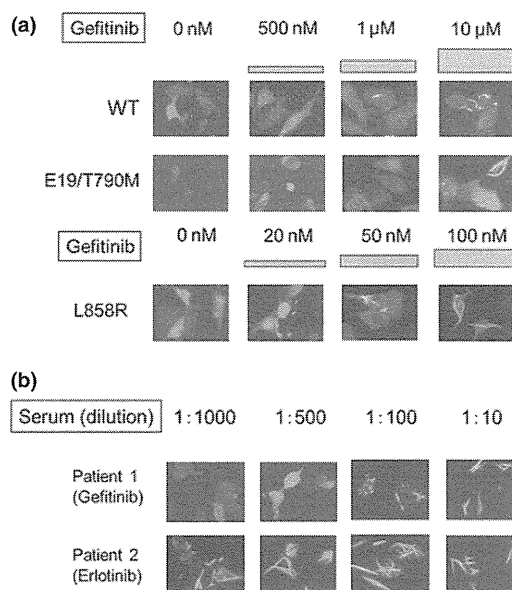 (a)
Gefitinib 0 nM 500 nM 1 µM 10 µM
WT
E19/T790M
Gefitinib 0 nM 20 nM 50 nM 100 nM
L858R
(b)
Serum (dilution) 1:1000 1:500 1:100 1:10
Patient 1
(Gefitinib)
Patient 2
(Erlotinib)